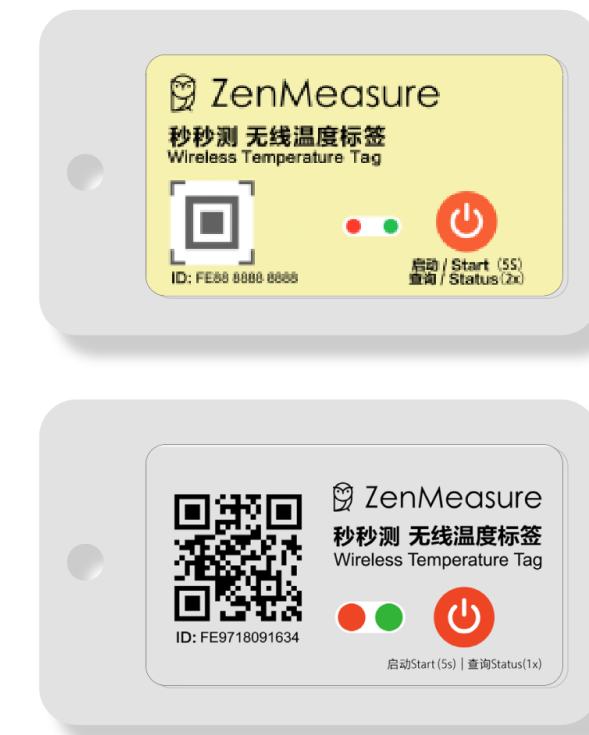 ZenMeasure
秒秒测 无线温度标签
Wireless Temperature Tag
ID: FE88 8888 8888
启动 / Start（5S）
查询 / Status（2x）
ZenMeasure
秒秒测 无线温度标签
Wireless Temperature Tag
ID: FE9718091634
启动Start（5s）｜查询Status(1x)